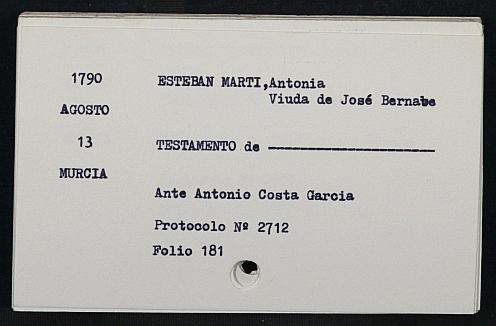 1790 ESTEBAN MARTI,Antonia
Viuda de José Bernabe
AGOSTO
13 TESTAMENTO de ---------------------
MURCIA
Ante Antonio Costa Garcia
Protocolo Nº 2712
Folio 181